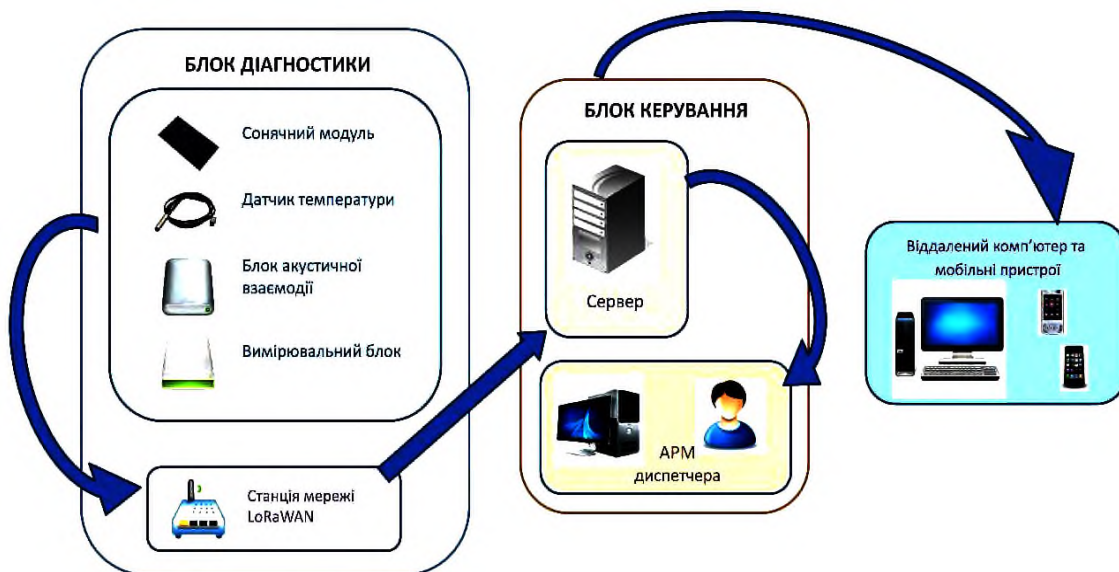 БЛОК ДІАГНОСТИКИ
Сонячний модуль
Датчик температури
Блок акустичної
взаємодії
Вимірювальний блок
Станція мережі
LoRaWAN
БЛОК КЕРУВАННЯ
Сервер
АРМ
диспетчера
Віддалений комп’ютер та
мобільні пристрої